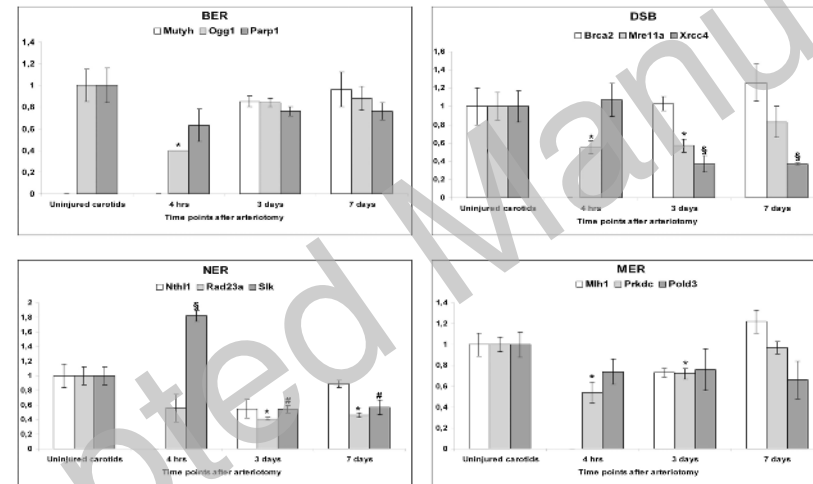 BER
Mutyh Ogg1 Parp1
1,4
1,2
1
0,8
0,6
0,4
0,2
0
*
Uninjured carotids 4 hrs 3 days 7 days
Time points after arteriotomy
DSB
Brca2 Mre11a Xrcc4
1,6
1,4
1,2
1
0,8
0,6
0,4
0,2
0
* * § §
Uninjured carotids 4 hrs 3 days 7 days
Time points after arteriotomy
NER
Nthl1 Rad23a Slk
2
1,8
1,6
1,4
1,2
1
0,8
0,6
0,4
0,2
0
§ * # * #
Uninjured carotids 4 hrs 3 days 7 days
Time points after arteriotomy
MER
Mlh1 Prkdc Pold3
1,4
1,2
1
0,8
0,6
0,4
0,2
0
* *
Uninjured carotids 4 hrs 3 days 7 days
Time points after arteriotomy
pted Manu